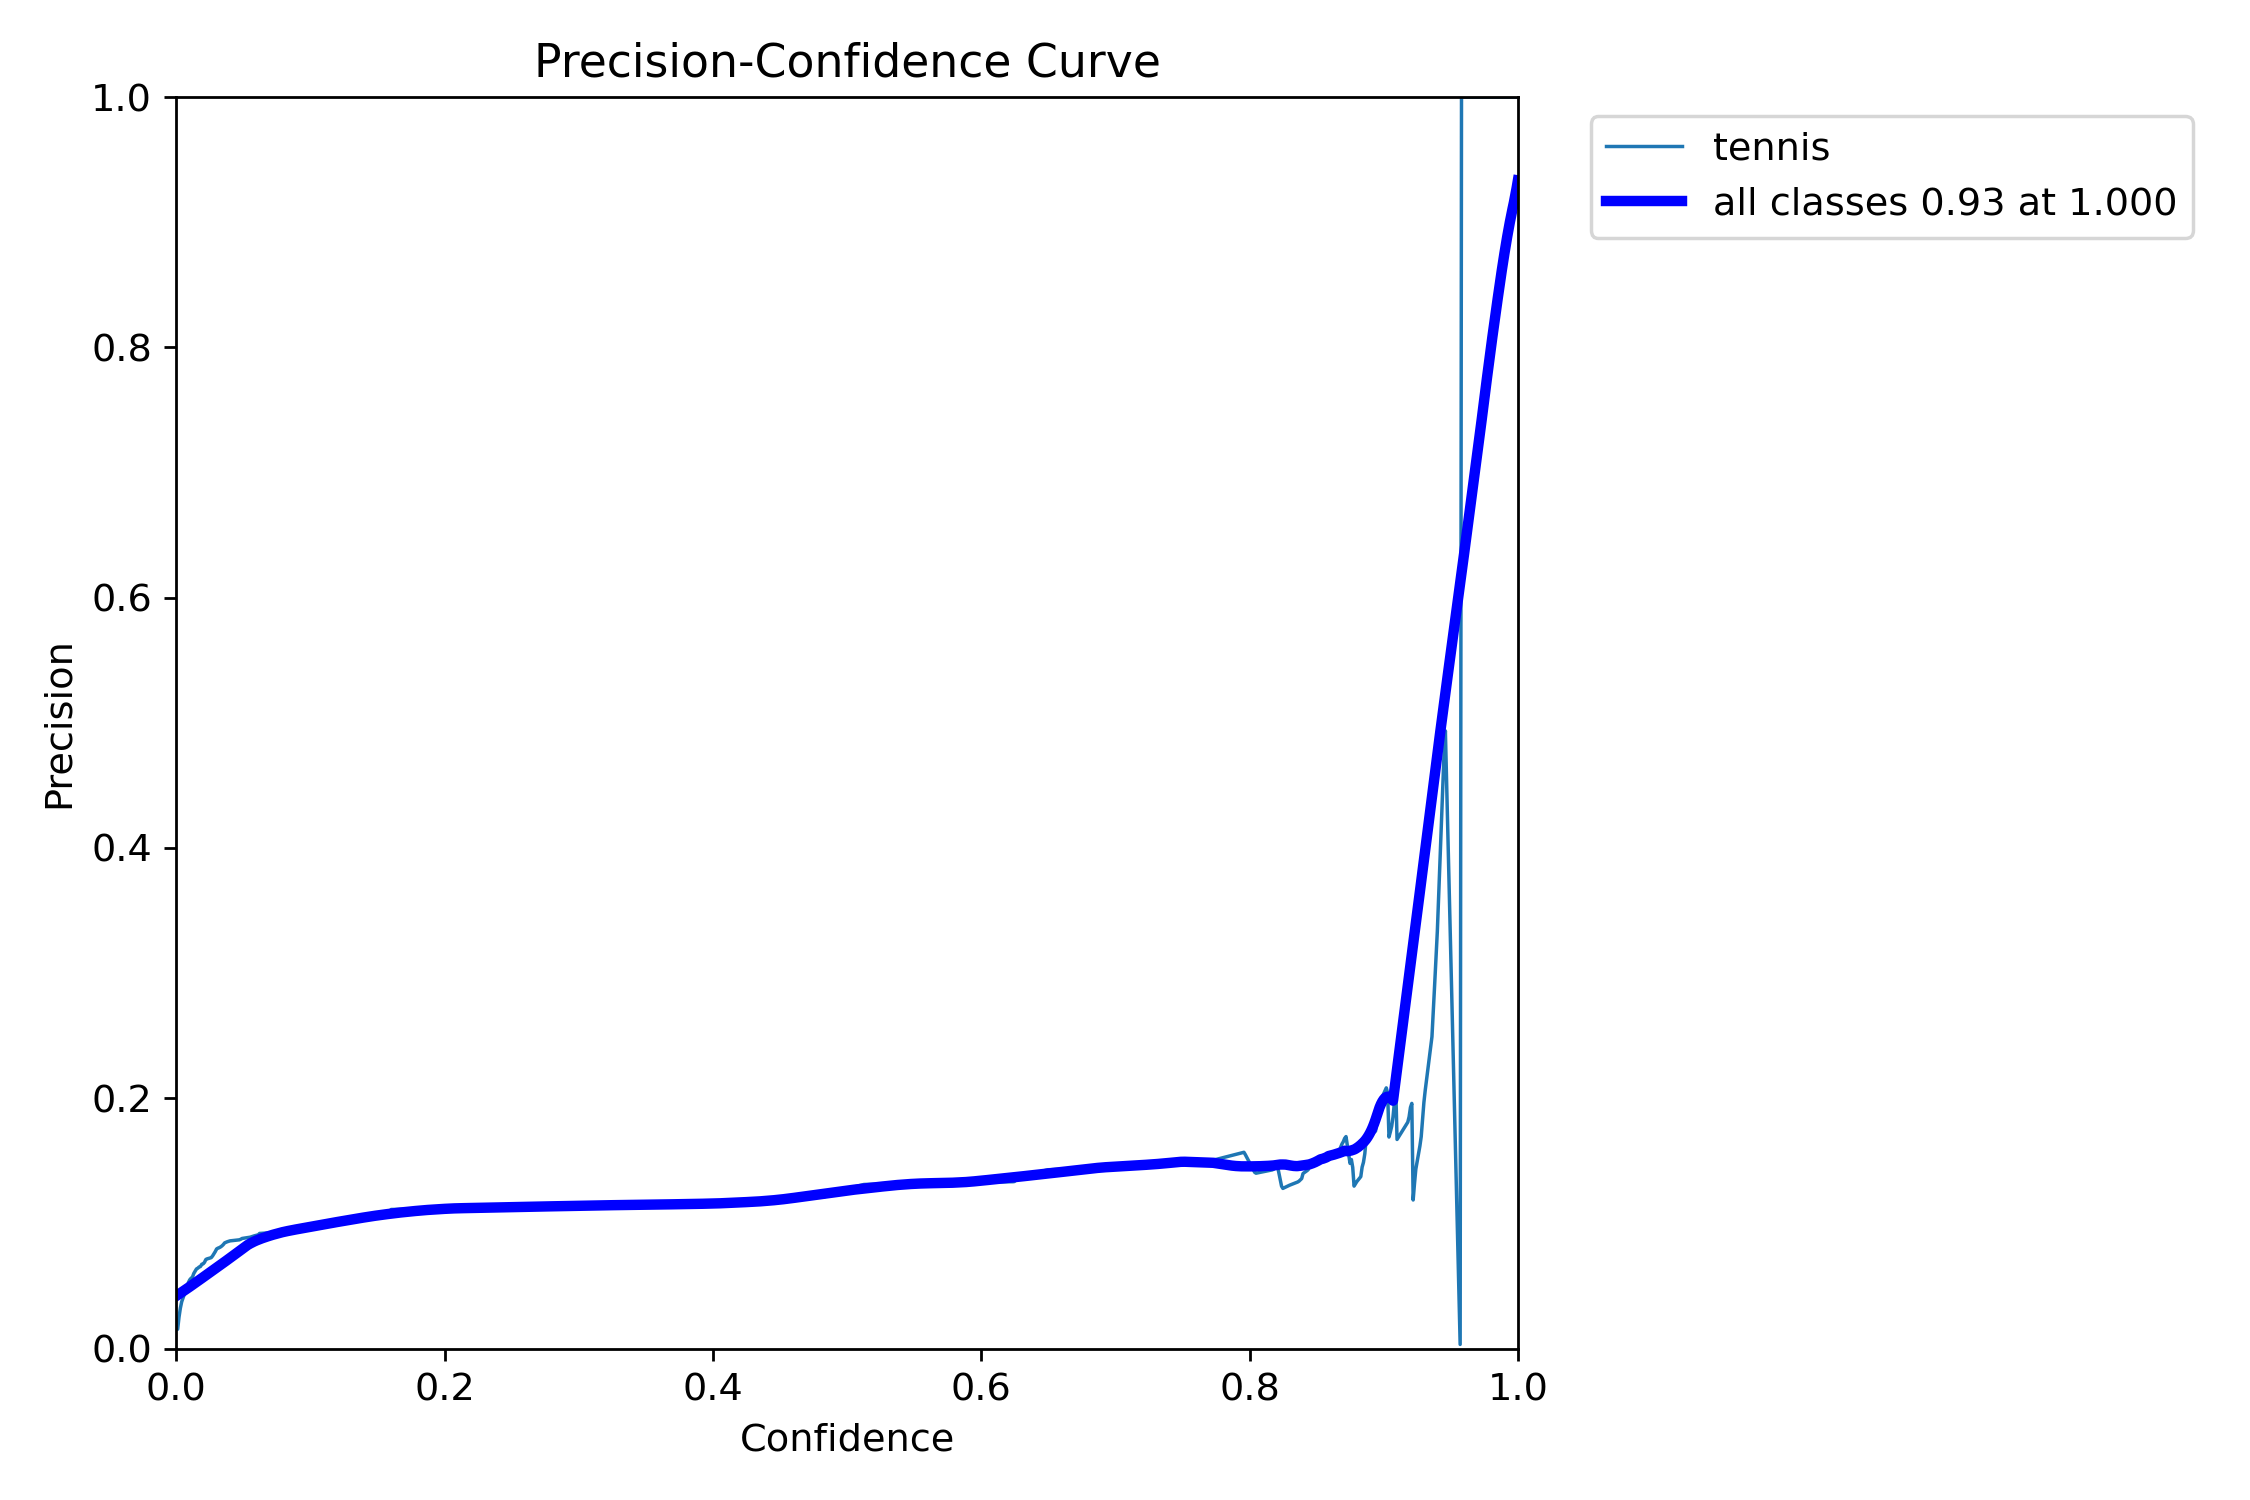 Precision-Confidence Curve
1.0
0.8
0.6
0.4
0.2
0.0
Precision
0.0 0.2 0.4 0.6 0.8 1.0
Confidence
tennis
all classes 0.93 at 1.000